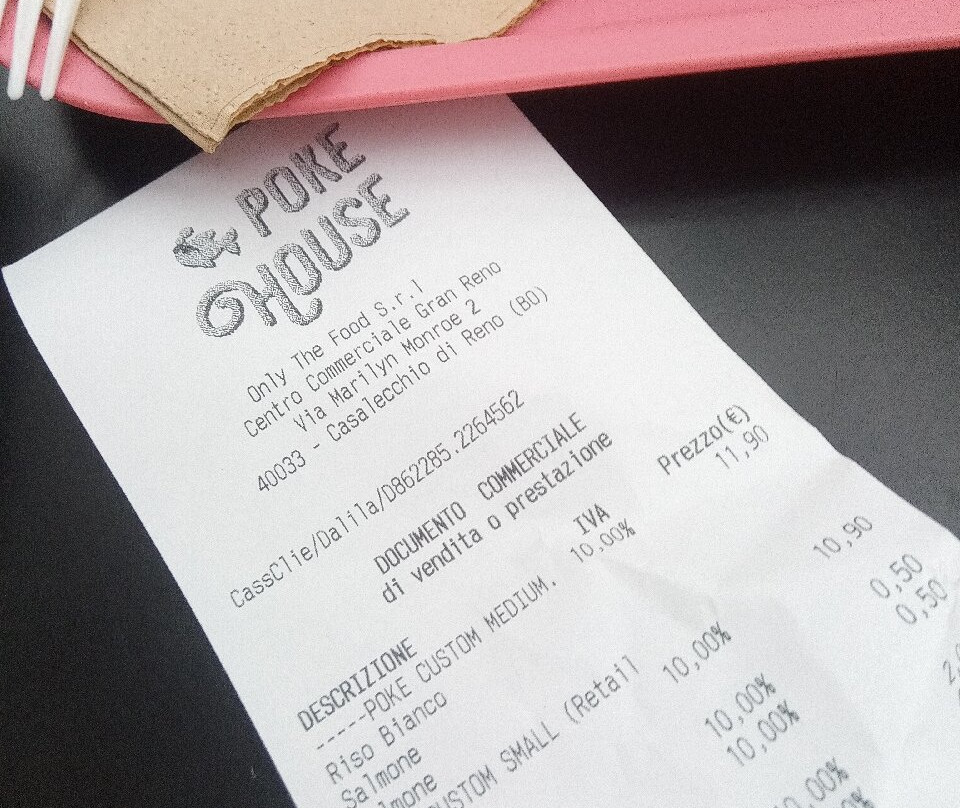 POKE
HOUSE
Only The Food S.r.l
Centro Commerciale Gran Reno
Via Marilyn Monroe 2
40033 - Casalecchio di Reno (BO)
CassClie/Dalila/D862285.2264562
DOCUMENTO COMMERCIALE
di vendita o prestazione
DESCRIZIONE IVA Prezzo(€)
----POKE CUSTOM MEDIUM. 10,00% 11,90
Riso Bianco
Salmone
SMALL (Retail 10,00% 10,90
10,00% 0,50
10,00% 0,50